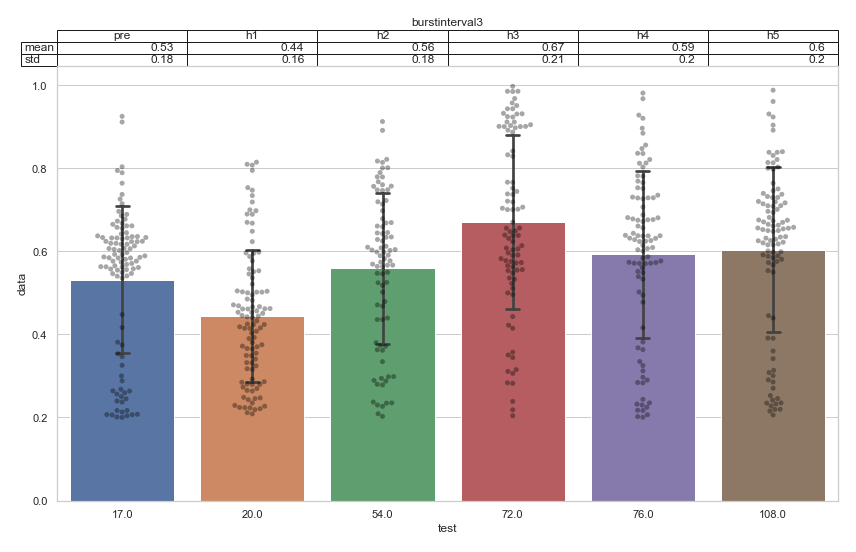 burstinterval3
pre h1 h2 h3 h4 h5
mean 0.53 0.44 0.56 0.67 0.59 0.6
std 0.18 0.16 0.18 0.21 0.2 0.2
1.0
0.8
0.6
0.4
0.2
0.0
data
17.0 20.0 54.0 72.0 76.0 108.0
test